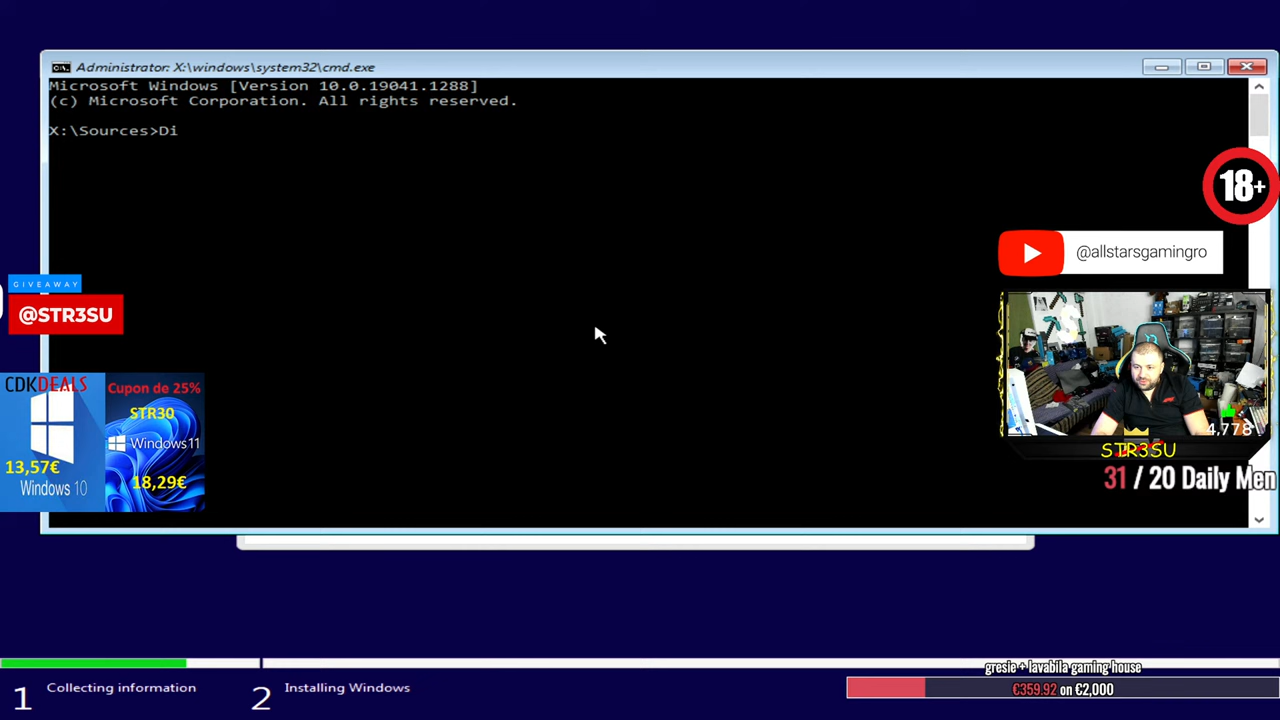 Administrator: X:\windows\system32\cmd.exe
Microsoft Windows [Version 10.0.19041.1288]
(c) Microsoft Corporation. All rights reserved.
X:\Sources>Di
18+
@allstarsgamingro
GIVEAWAY
@STR3SU
CDKDEALS
13,57€
Windows 10
Cupon de 25%
STR30
Windows 11
18,29€
4,778
STR3SU
31 / 20 Daily Men
gresie + lavabila gaming house
€359.92 on €2,000
1 Collecting information
2 Installing Windows